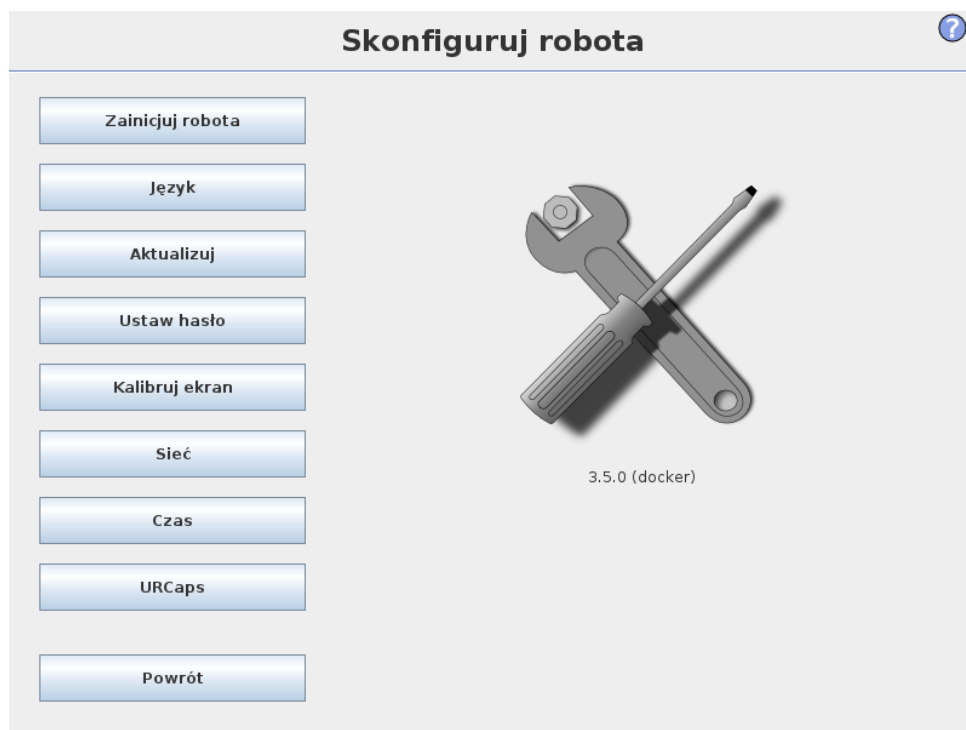 Skonfiguruj robota
?
Zainicjuj robota
Język
Aktualizuj
Ustaw hasło
Kalibruj ekran
Sieć
Czas
URCaps
Powrót
3.5.0 (docker)